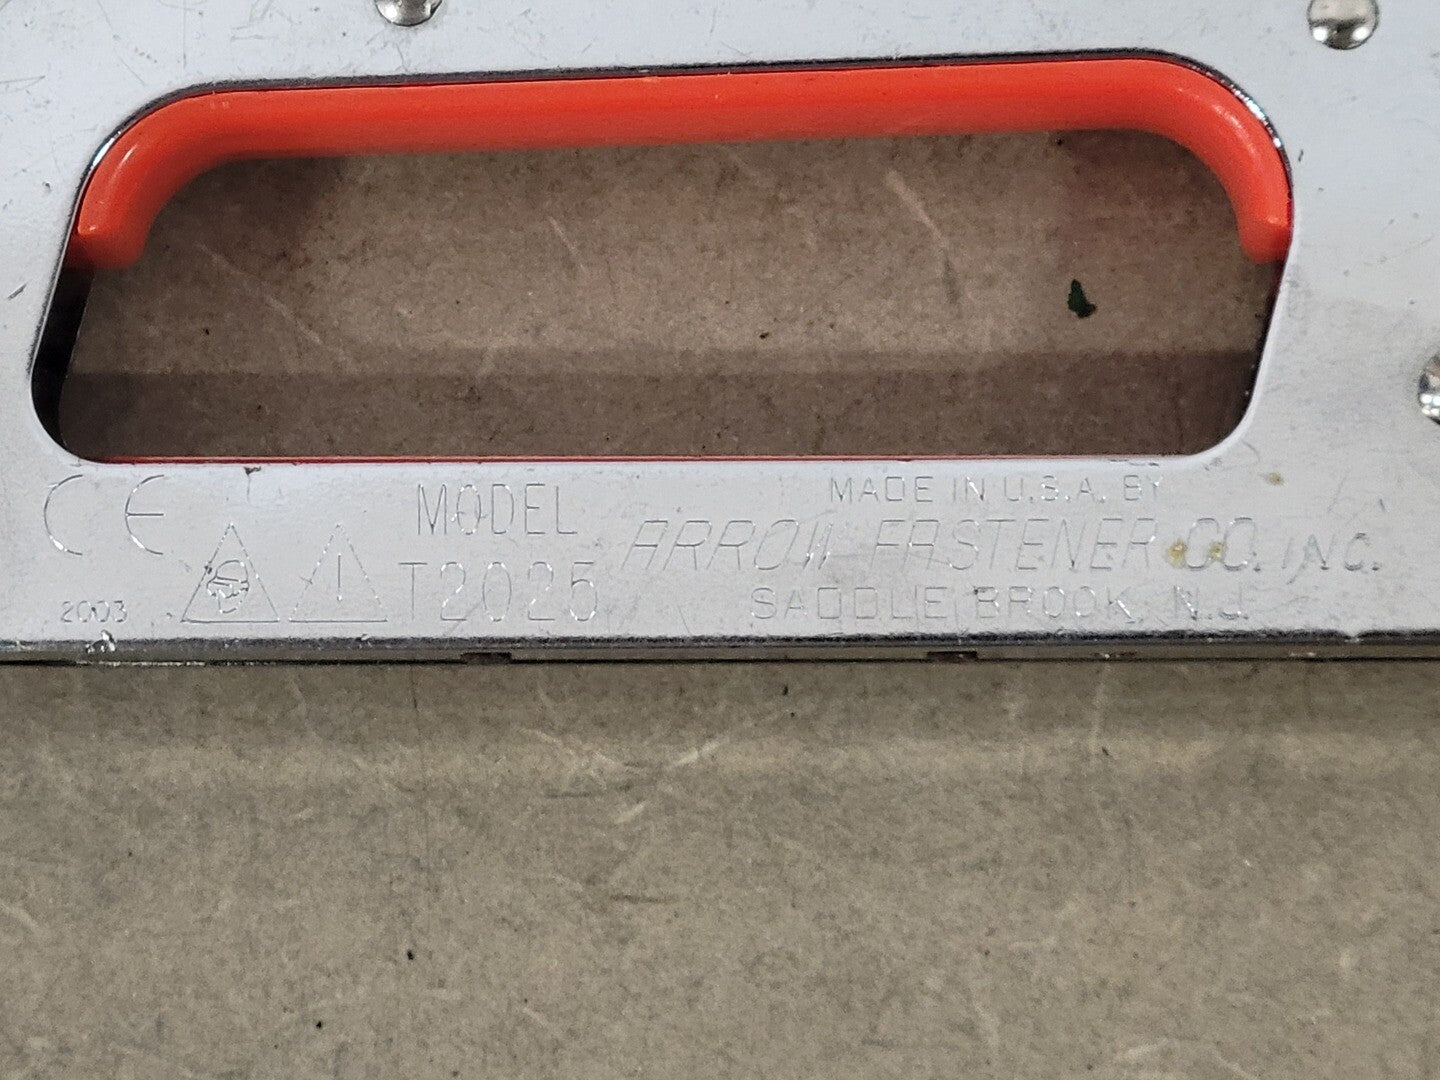 CE
MODEL
T2025
2003
MADE IN U.S.A. BY
ARROW FASTENER CO. INC.
SADDLE BROOK, N.J.